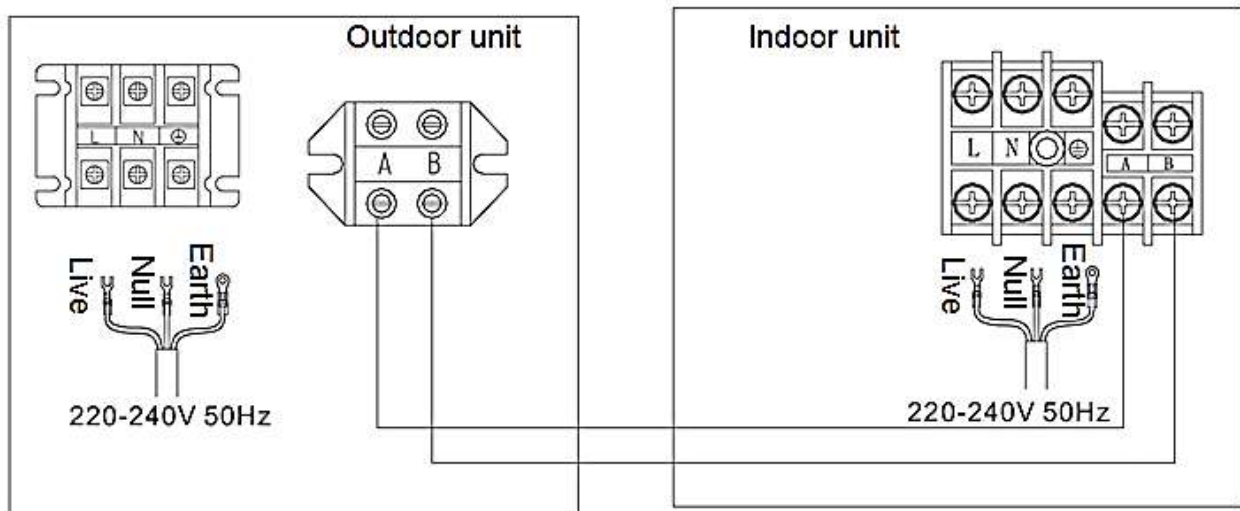 Outdoor unit
L N
A B
Live Null Earth
220-240V 50Hz
Indoor unit
L N
A B
Live Null Earth
220-240V 50Hz